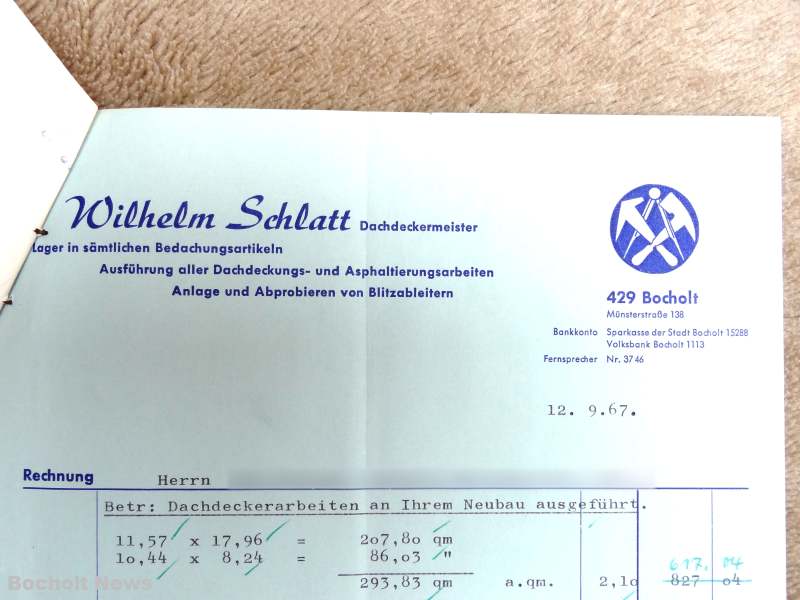 Wilhelm Schlatt Dachdeckermeister
Lager in sämtlichen Bedachungsartikeln
Ausführung aller Dachdeckungs- und Asphaltierungsarbeiten
Anlage und Abprobieren von Blitzableitern
429 Bocholt
Münsterstraße 138
Bankkonto Sparkasse der Stadt Bocholt 15288
Volksbank Bocholt 1113
Fernsprecher Nr. 3746
12. 9.67.
Rechnung Herrn
Betr: Dachdeckerarbeiten an Ihrem Neubau ausgeführt.
11,57 x 17,96 = 2o7,8o qm
1o,44 x 8,24 = 86,o3 "
617. 04
293,83 qm a.qm. 2,1o 827 o4
Bocholt News